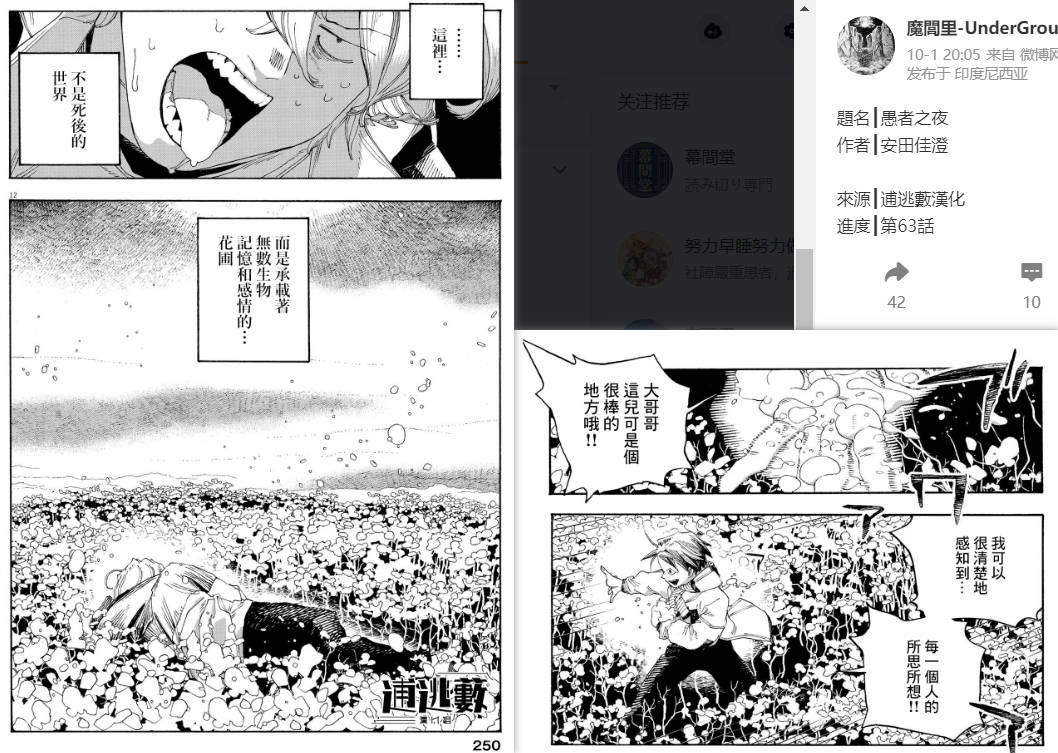 ……
這裡…
不是死後的
世界
12
而是承載著
無數生物
記憶和感情的…
花圃
逋逃藪
250
关注推荐
幕間堂
幕間堂
読み切り専門
努力早睡努力
魔閭里-UnderGrou
10-1 20:05 来自 微博网
发布于 印度尼西亚
題名┃愚者之夜
作者┃安田佳澄
來源┃逋逃藪漢化
進度┃第63話
42
10
大哥哥
這兒可是個
很棒的
地方哦!!
我可以
很清楚地
感知到…
每一個人的
所思所想!!